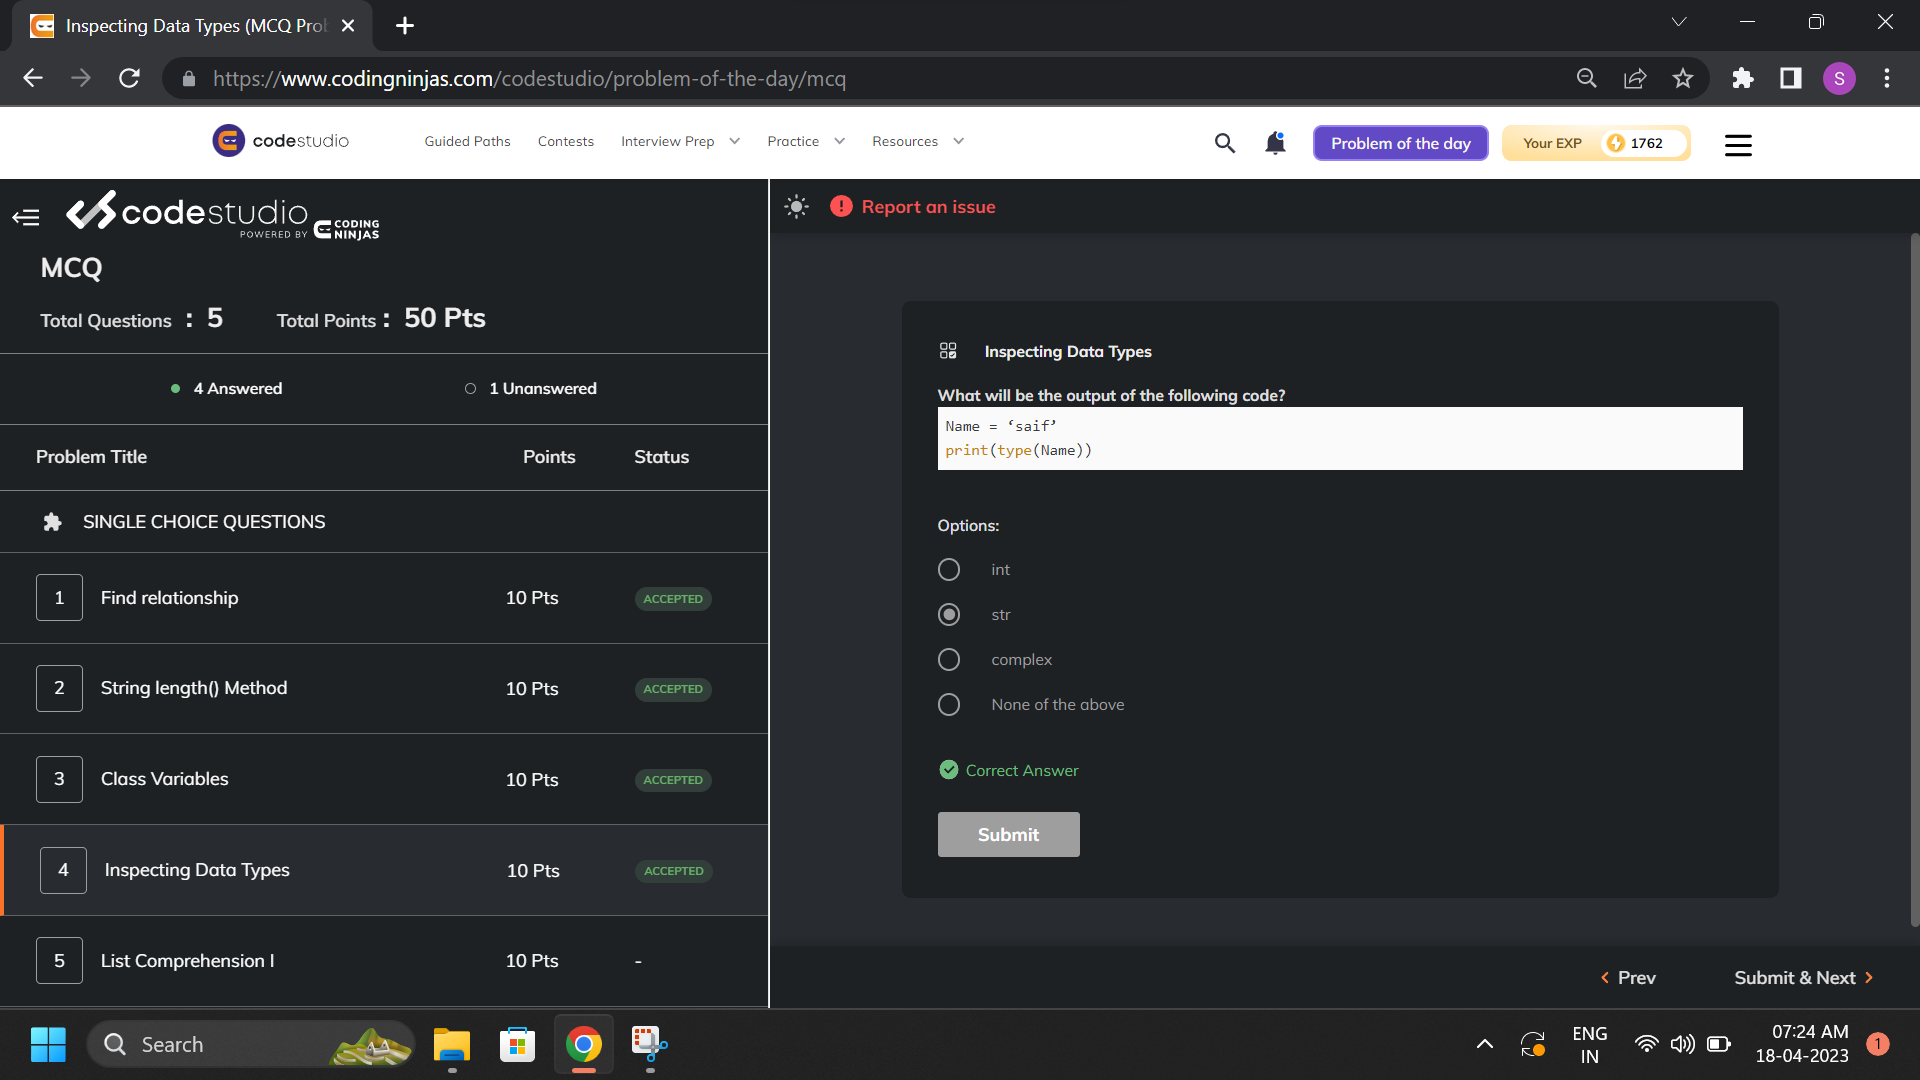 Inspecting Data Types (MCQ Pro
https://www.codingninjas.com/codestudio/problem-of-the-day/mcq
S
codestudio
Guided Paths
Contests
Interview Prep
Practice
Resources
Problem of the day
Your EXP
1762
codestudio
POWERED BY CODING NINJAS
Report an issue
MCQ
Total Questions : 5
Total Points : 50 Pts
4 Answered
1 Unanswered
Problem Title Points Status
SINGLE CHOICE QUESTIONS
1 Find relationship 10 Pts ACCEPTED
2 String length() Method 10 Pts ACCEPTED
3 Class Variables 10 Pts ACCEPTED
4 Inspecting Data Types 10 Pts ACCEPTED
5 List Comprehension I 10 Pts -
Inspecting Data Types
What will be the output of the following code?
Name = ‘saif’
print(type(Name))
Options:
int
str
complex
None of the above
Correct Answer
Submit
Prev
Submit & Next
Search
ENG
IN
07:24 AM
18-04-2023
1